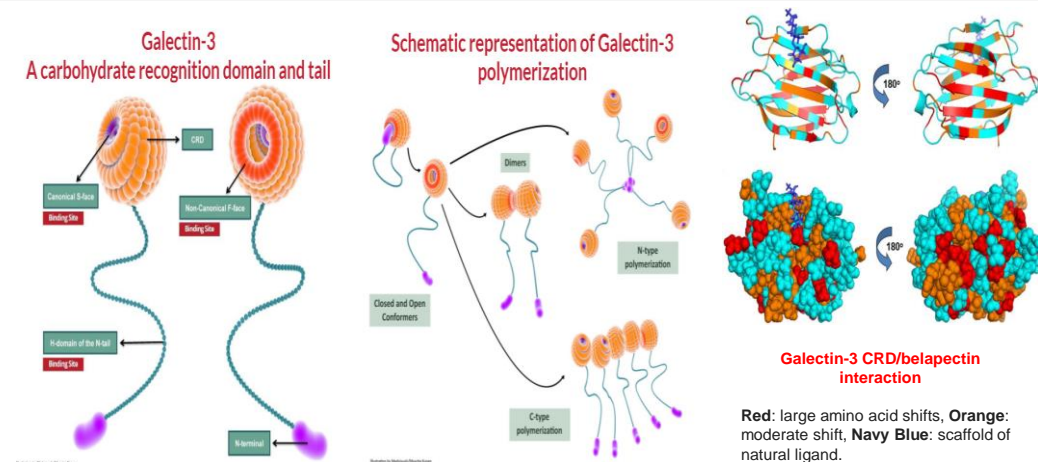 Galectin-3
A carbohydrate recognition domain and tail
CRD
Canonical S-face
Binding Site
Non-Canonical F-face
Binding Site
H-domain of the N-tail
Binding Site
N-terminal
Schematic representation of Galectin-3
polymerization
Dimers
N-type
polymerization
Closed and Open
Conformers
C-type
polymerization
180º
180º
180º
180º
Galectin-3 CRD/belapectin
interaction
Red: large amino acid shifts, Orange:
moderate shift, Navy Blue: scaffold of
natural ligand.